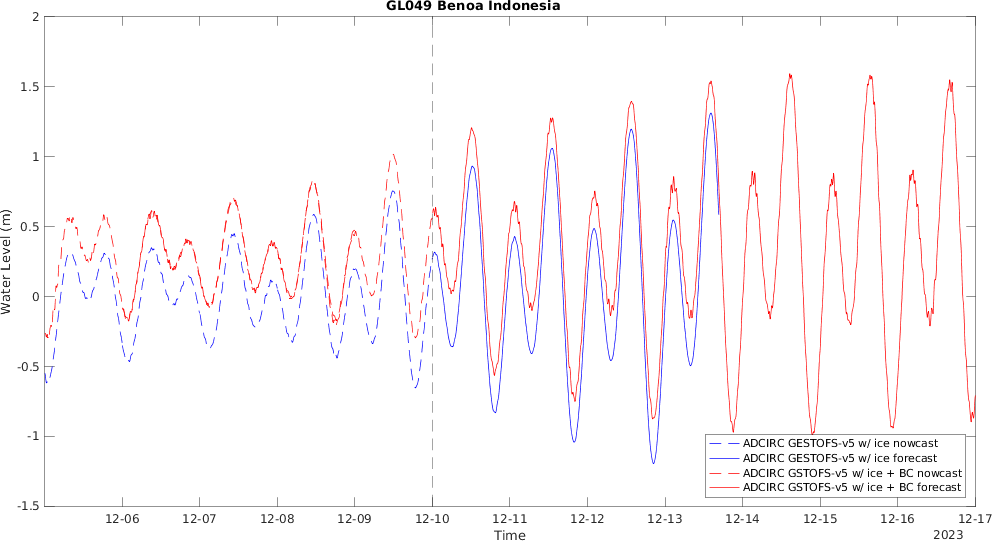 GL049 Benoa Indonesia
2
1.5
1
0.5
0
-0.5
-1
-1.5
Water Level (m)
ADCIRC GESTOFS-v5 w/ ice nowcast
ADCIRC GESTOFS-v5 w/ ice forecast
ADCIRC GSTOFS-v5 w/ ice + BC nowcast
ADCIRC GSTOFS-v5 w/ ice + BC forecast
12-06 12-07 12-08 12-09 12-10 12-11 12-12 12-13 12-14 12-15 12-16 12-17
Time
2023